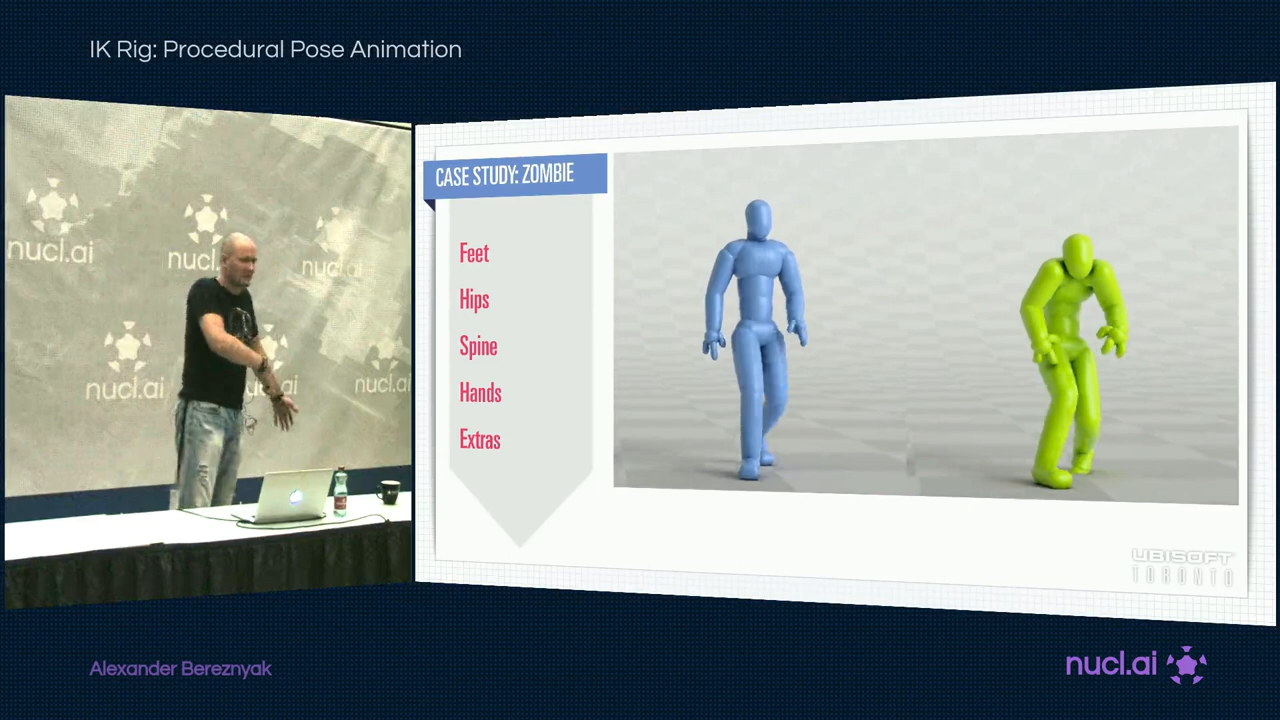 IK Rig: Procedural Pose Animation
nucl.ai
nucl.ai
nucl.ai
nucl.ai
nucl.ai
nucl.ai
CASE STUDY: ZOMBIE
Feet
Hips
Spine
Hands
Extras
UBISOFT
TORONTO
Alexander Bereznyak
nucl.ai